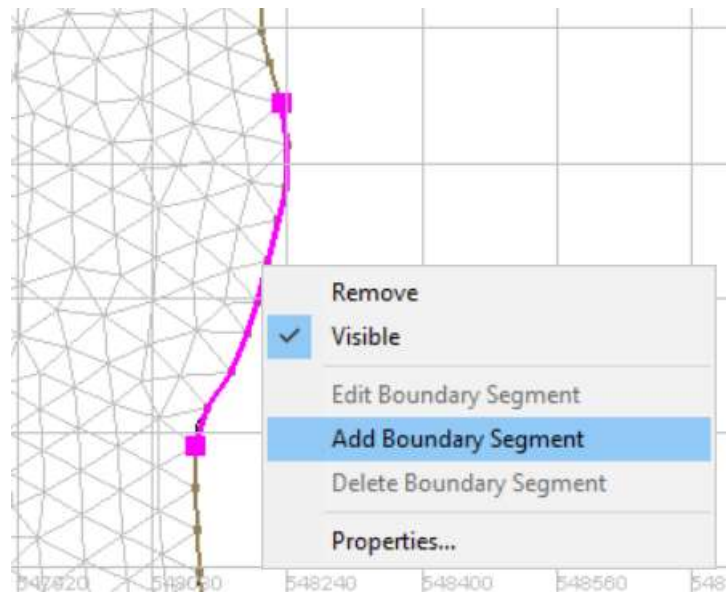 Remove
Visible
Edit Boundary Segment
Add Boundary Segment
Delete Boundary Segment
Properties...
548240 548400 548560